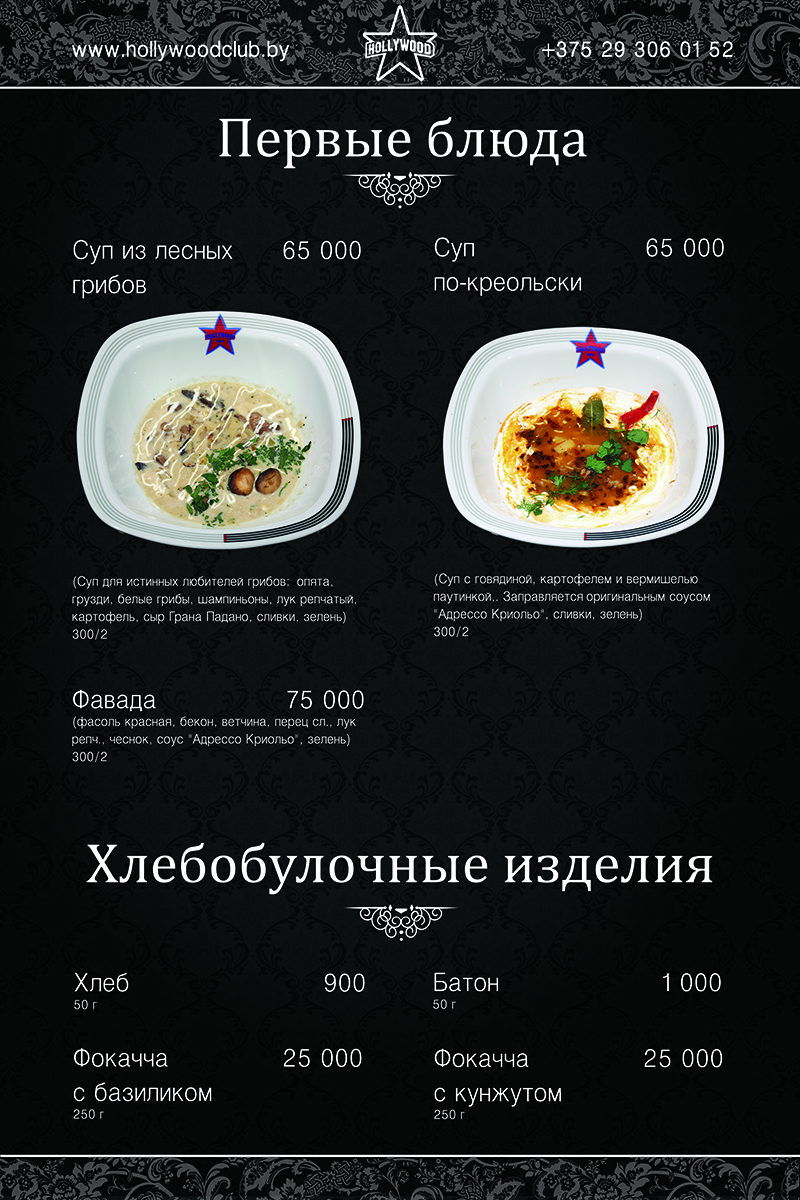 www.hollywoodclub.by
HOLLYWOOD
+375 29 306 01 52
Первые блюда
Суп из лесных 65 000
грибов
Суп 65 000
по-креольски
(Суп для истинных любителей грибов: опята,
грузди, белые грибы, шампиньоны, лук репчатый,
картофель, сыр Грана Падано, сливки, зелень)
300/2
(Суп с говядиной, картофелем и вермишелью
паутинкой,. Заправляется оригинальным соусом
"Адрессо Криольо", сливки, зелень)
300/2
Фавада 75 000
(фасоль красная, бекон, ветчина, перец сл., лук
репч., чеснок, соус "Адрессо Криольо", зелень)
300/2
Хлебобулочные изделия
Хлеб 900
50 г
Батон 1 000
50 г
Фокачча 25 000
с базиликом
250 г
Фокачча 25 000
с кунжутом
250 г